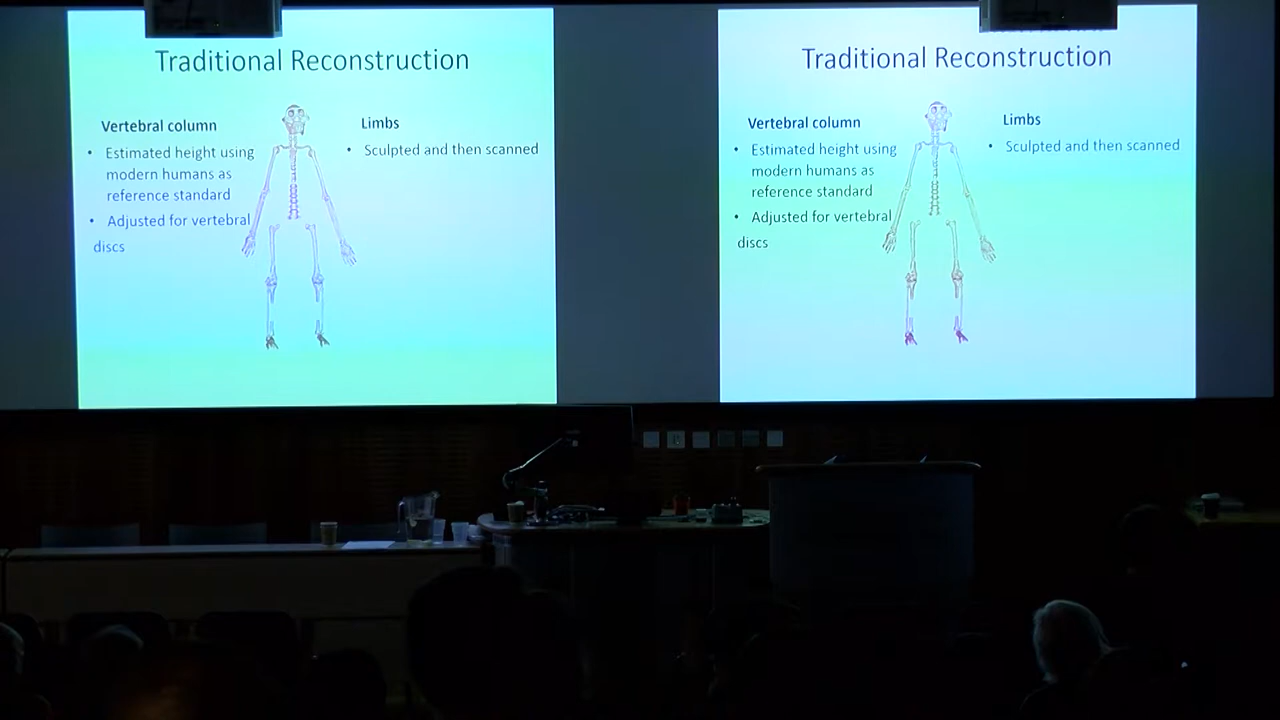 Traditional Reconstruction
Vertebral column
• Estimated height using
modern humans as
reference standard
• Adjusted for vertebral
discs
Limbs
• Sculpted and then scanned
Traditional Reconstruction
Vertebral column
• Estimated height using
modern humans as
reference standard
• Adjusted for vertebral
discs
Limbs
• Sculpted and then scanned